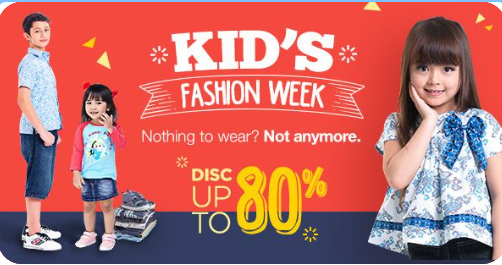 KID'S
FASHION WEEK
Nothing to wear? Not anymore.
DISC
UP
TO
80%